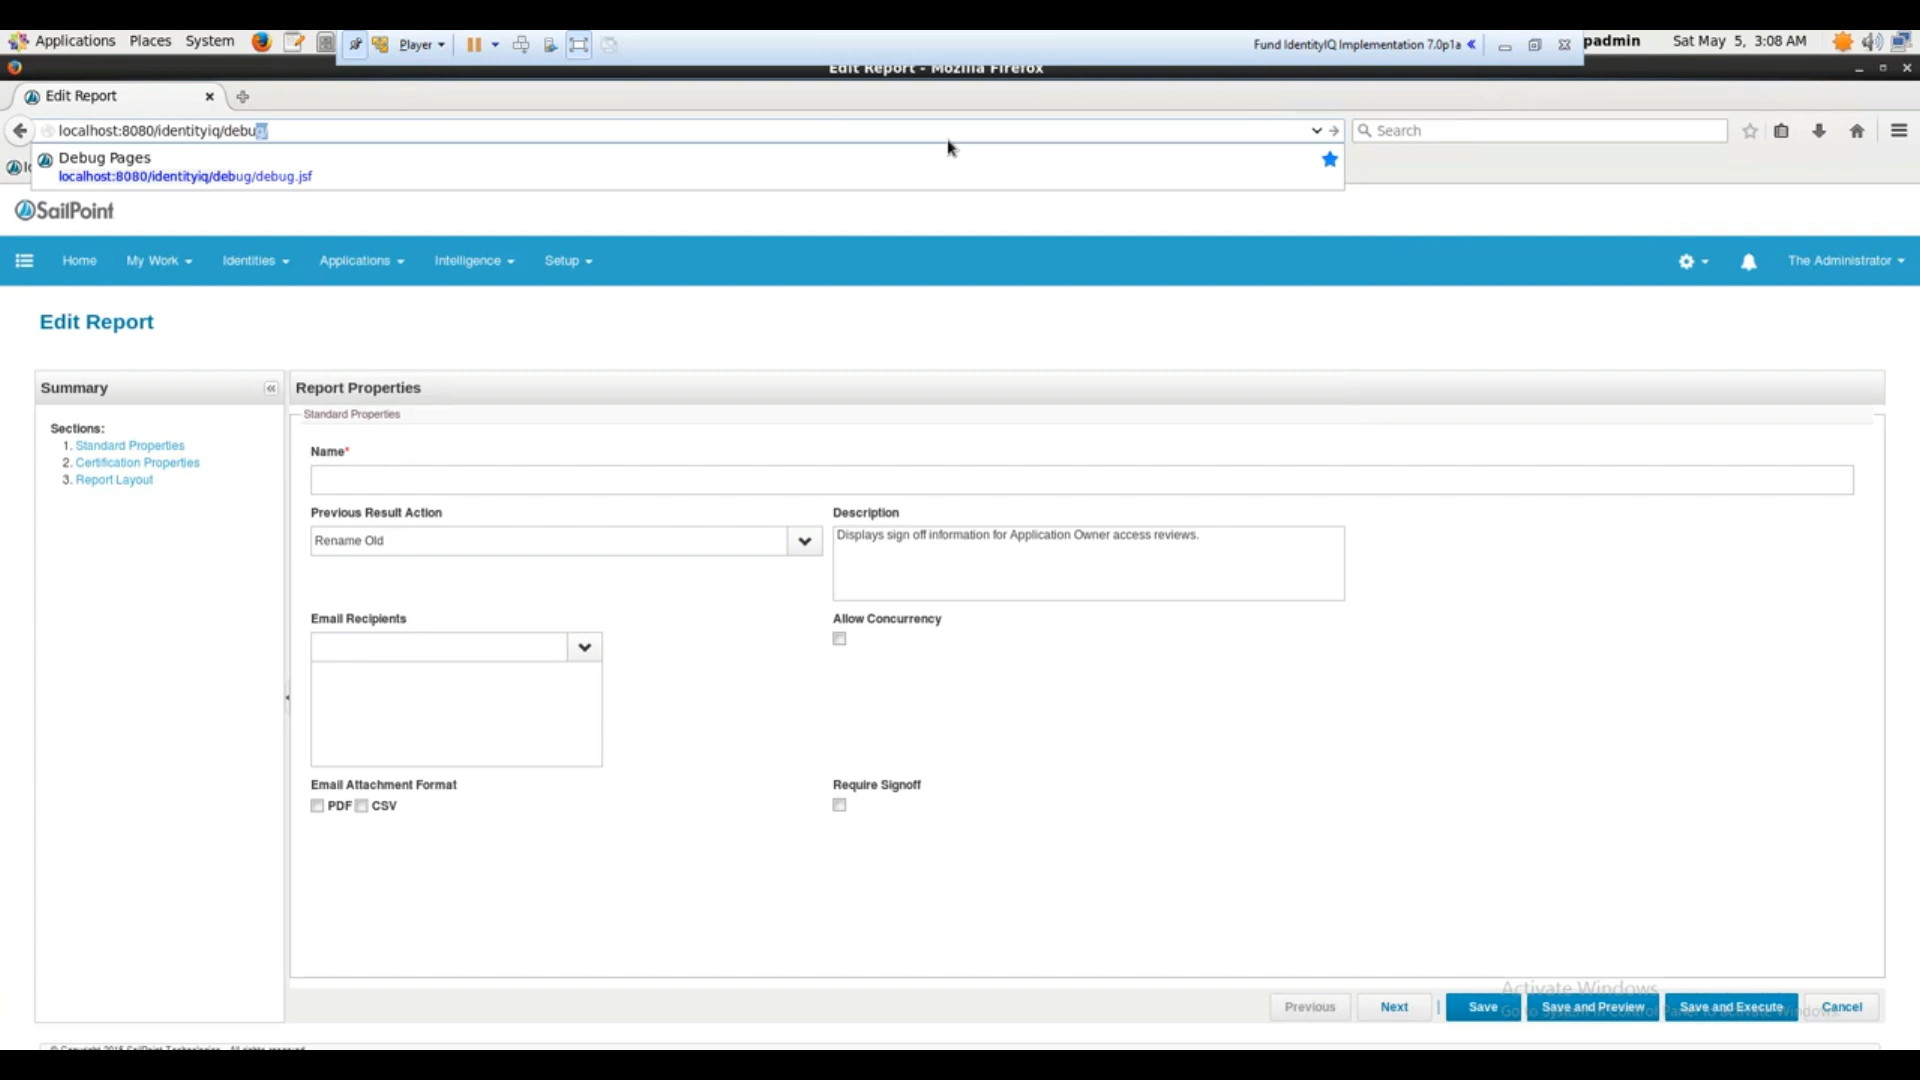 Applications Places System
Player
Fund IdentityIQ Implementation 7.0p1a
padmin
Sat May 5, 3:08 AM
Edit Report - Mozilla Firefox
Edit Report
localhost:8080/identityiq/debug
Search
Debug Pages
localhost:8080/identityiq/debug/debug.jsf
SailPoint
Home My Work Identities Applications Intelligence Setup
The Administrator
Edit Report
Summary
Sections:
1. Standard Properties
2. Certification Properties
3. Report Layout
Report Properties
Standard Properties
Name*
Previous Result Action
Rename Old
Description
Displays sign off information for Application Owner access reviews.
Email Recipients
Allow Concurrency
Email Attachment Format
PDF CSV
Require Signoff
Activate Windows
Previous Next | Save Save and Preview Save and Execute Cancel